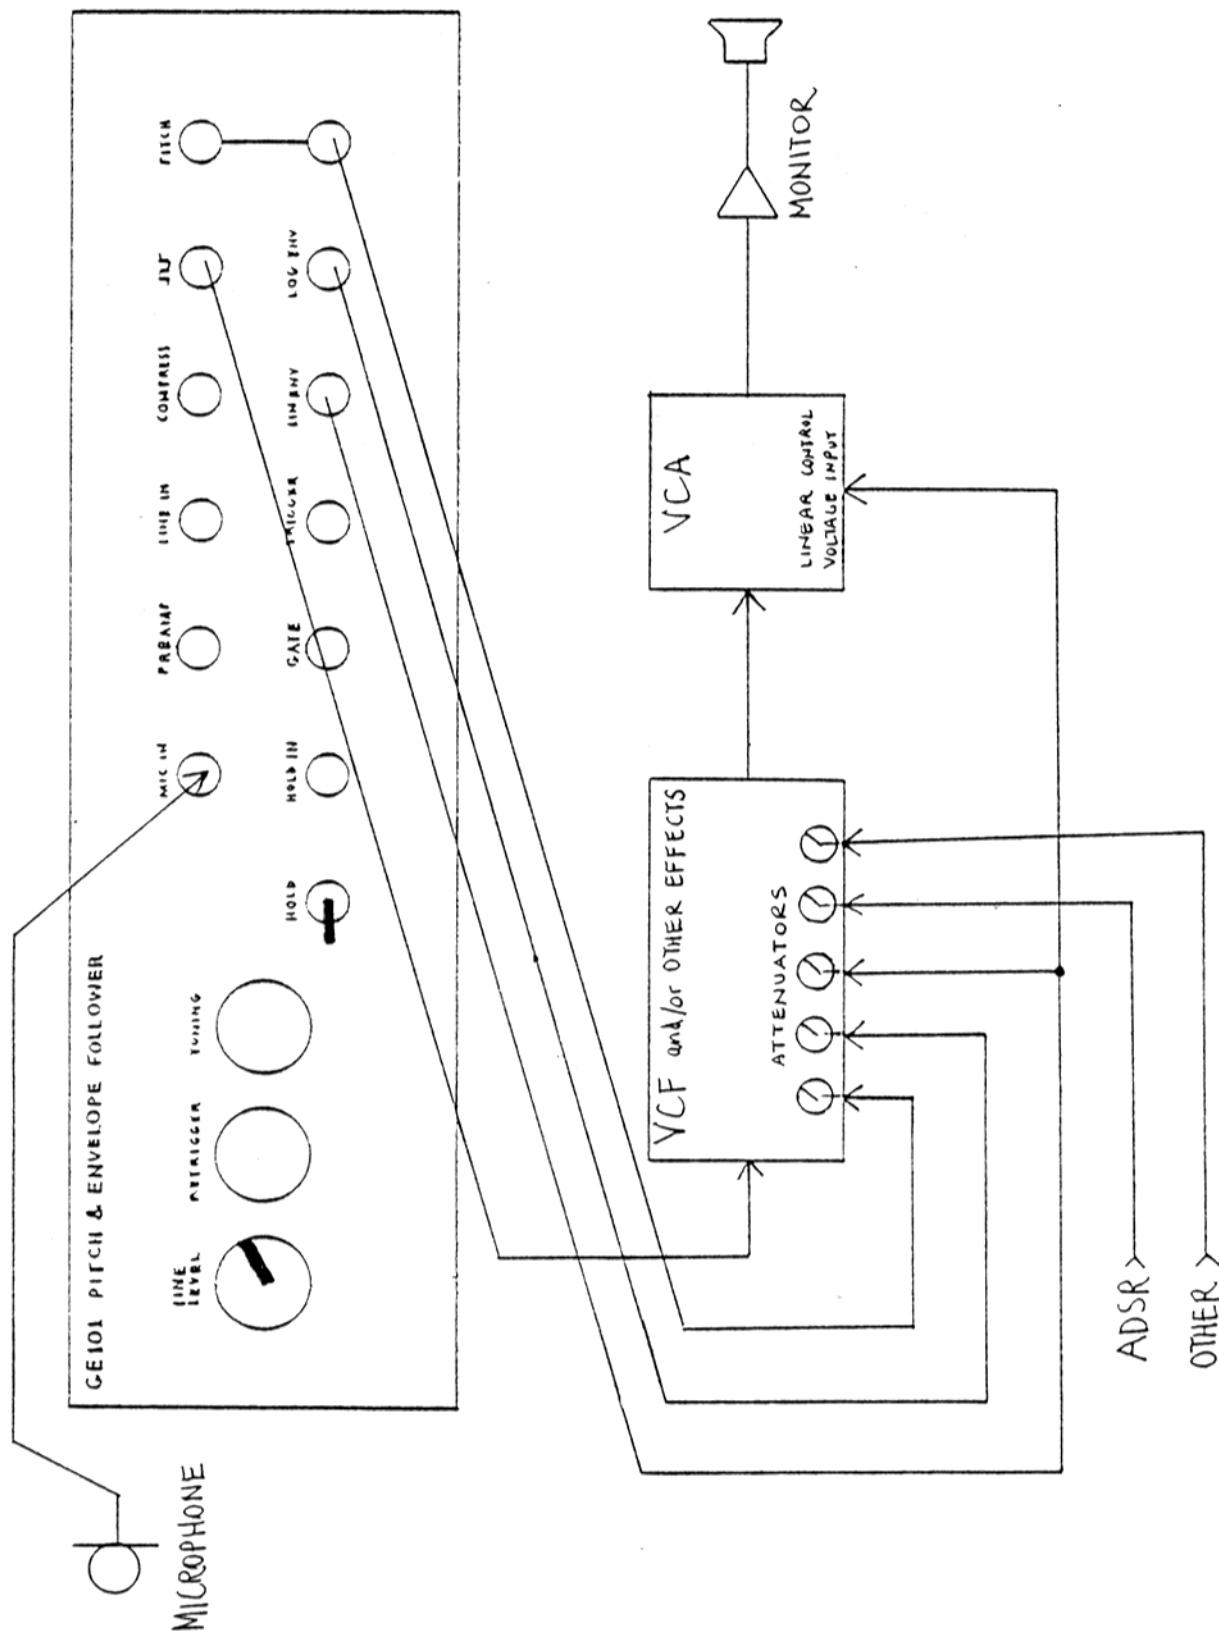 GE101 PITCH & ENVELOPE FOLLOWER
LINE
LEVEL
RETRIGGER
TUNING
HOLD
MIC IN
HOLD IN
PREAMP
GATE
LINE IN
TRIGGER
COMPRESS
LIN ENV
LOG ENV
PITCH
MICROPHONE
VCF and/or OTHER EFFECTS
ATTENUATORS
VCA
LINEAR CONTROL
VOLTAGE INPUT
MONITOR
ADSR
OTHER